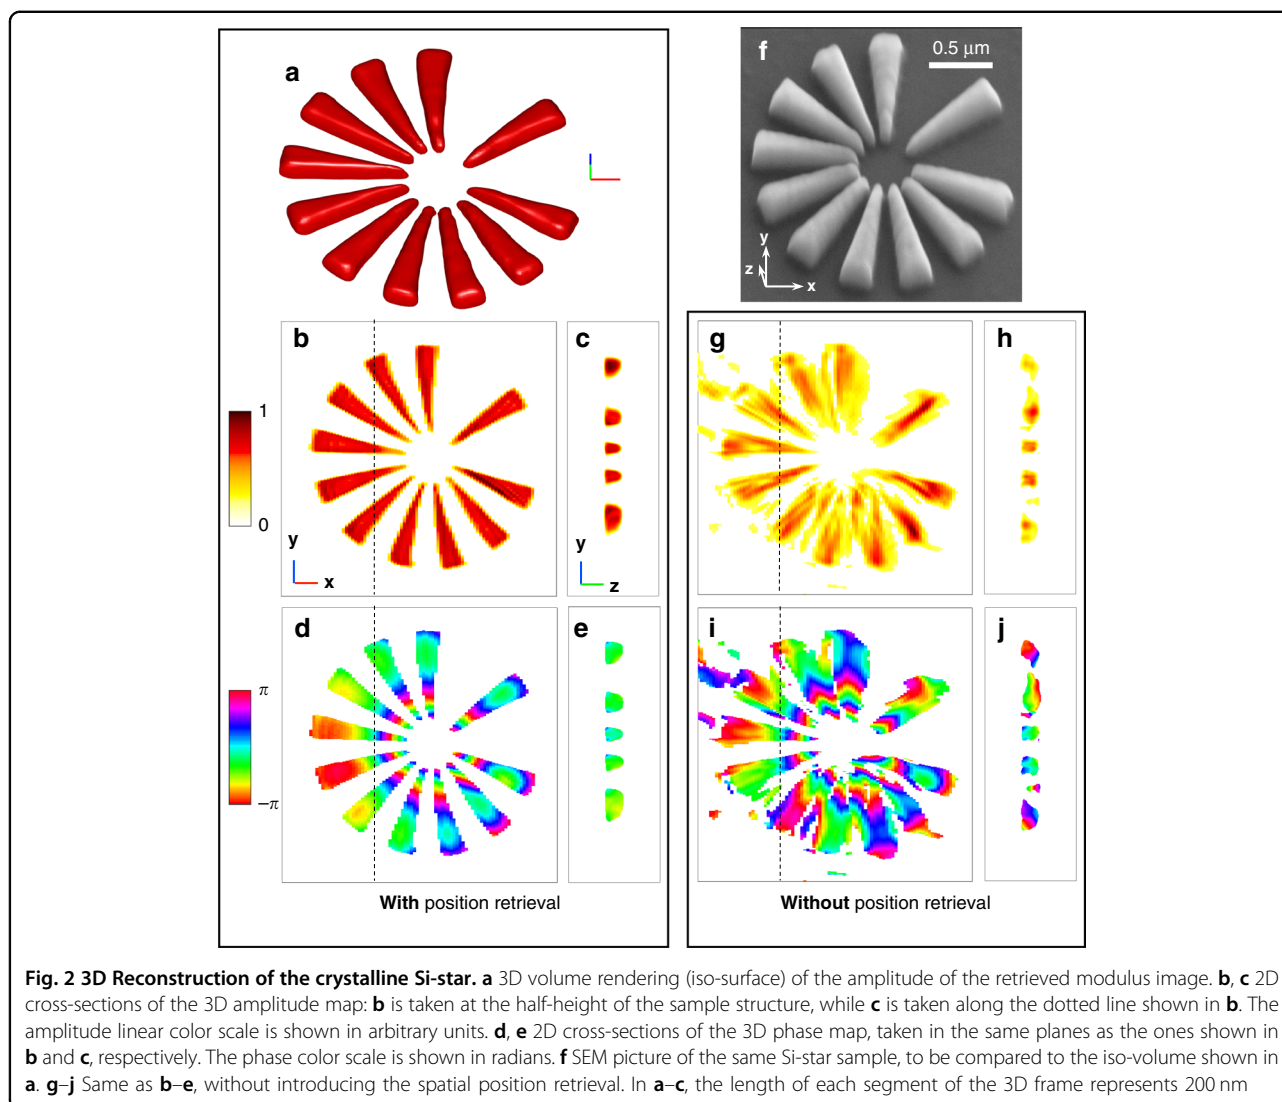 a
f
0.5 μm
y
z
x
b
c
1
0
y
x
y
z
g
h
d
e
π
−π
i
j
With position retrieval
Without position retrieval
Fig. 2 3D Reconstruction of the crystalline Si-star. a 3D volume rendering (iso-surface) of the amplitude of the retrieved modulus image. b, c 2D
cross-sections of the 3D amplitude map: b is taken at the half-height of the sample structure, while c is taken along the dotted line shown in b. The
amplitude linear color scale is shown in arbitrary units. d, e 2D cross-sections of the 3D phase map, taken in the same planes as the ones shown in
b and c, respectively. The phase color scale is shown in radians. f SEM picture of the same Si-star sample, to be compared to the iso-volume shown in
a. g–j Same as b–e, without introducing the spatial position retrieval. In a–c, the length of each segment of the 3D frame represents 200 nm